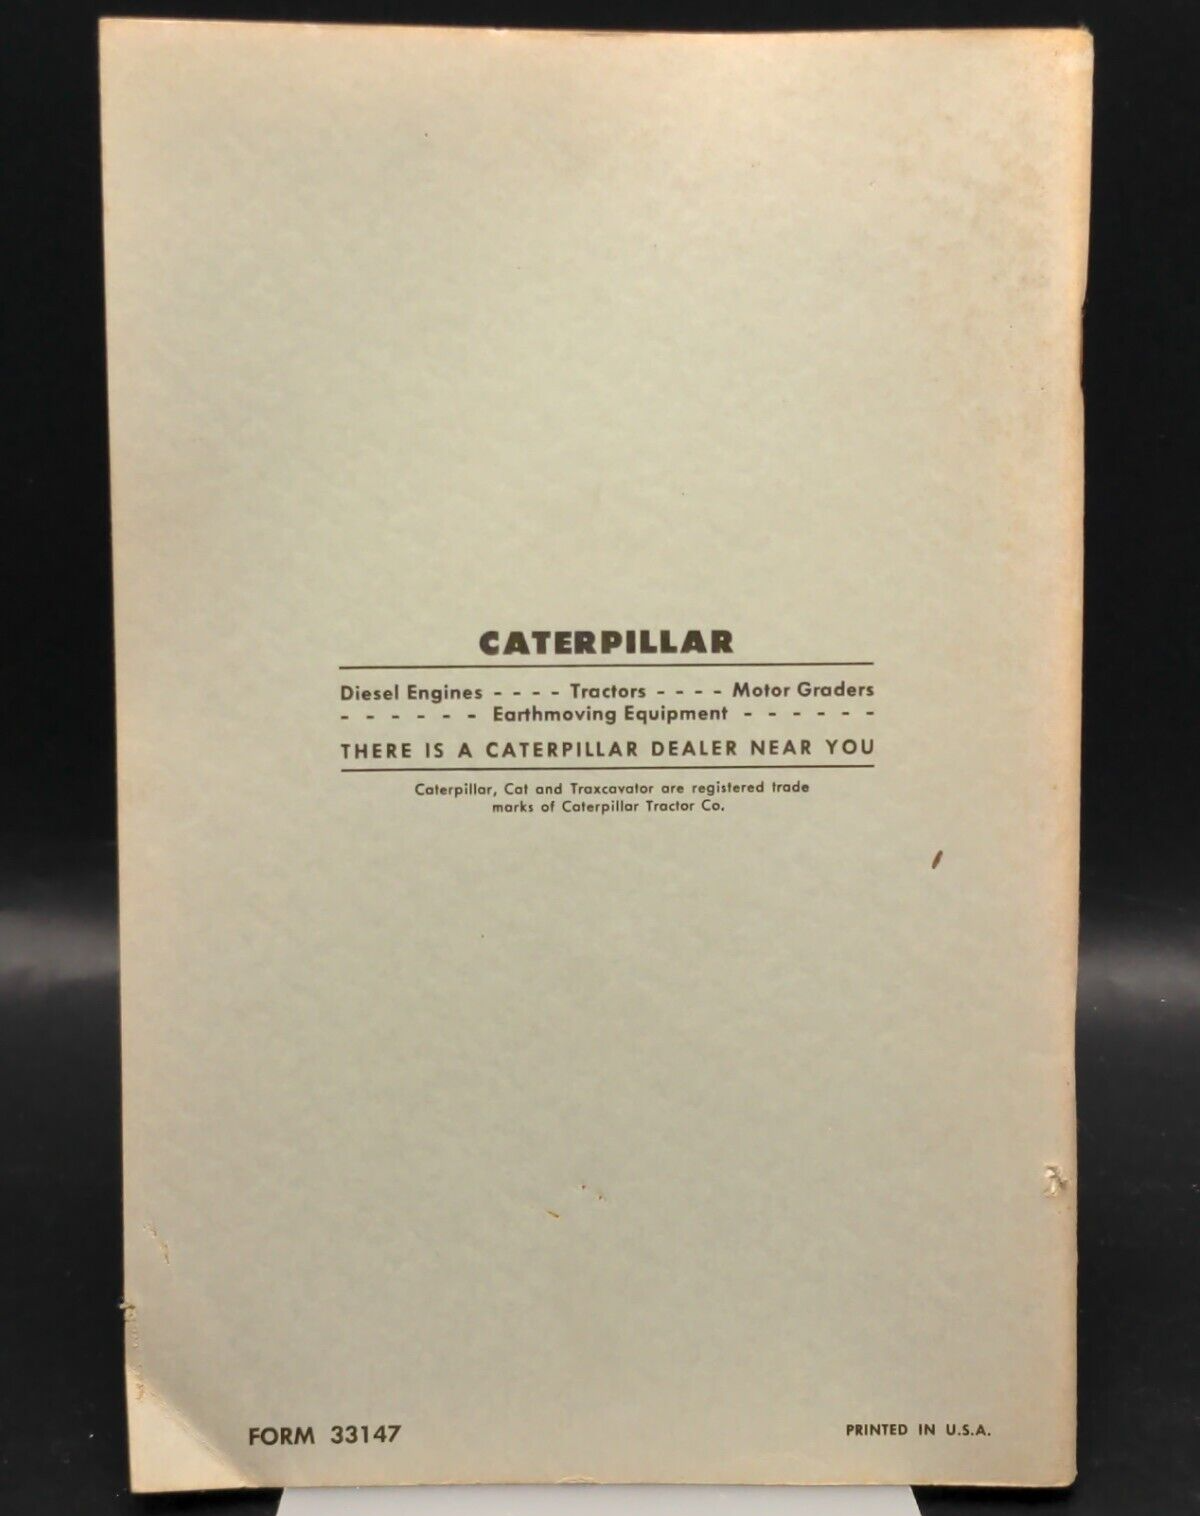 CATERPILLAR
Diesel Engines - - - - Tractors - - - - Motor Graders
- - - - - - Earthmoving Equipment - - - - - -
THERE IS A CATERPILLAR DEALER NEAR YOU
Caterpillar, Cat and Traxcavator are registered trade
marks of Caterpillar Tractor Co.
FORM 33147
PRINTED IN U.S.A.